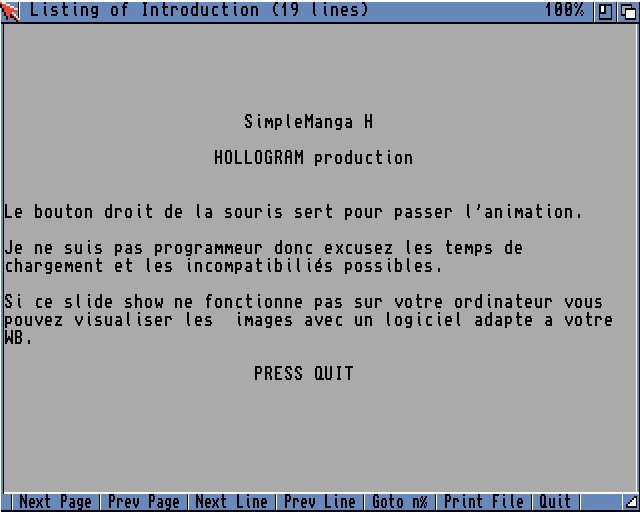 Listing of Introduction (19 lines) 100%
SimpleManga H
HOLLOGRAM production
Le bouton droit de la souris sert pour passer l'animation.
Je ne suis pas programmeur donc excusez les temps de
chargement et les incompatibiliés possibles.
Si ce slide show ne fonctionne pas sur votre ordinateur vous
pouvez visualiser les  images avec un logiciel adapte a votre
WB.
PRESS QUIT
Next Page Prev Page Next Line Prev Line Goto n% Print File Quit